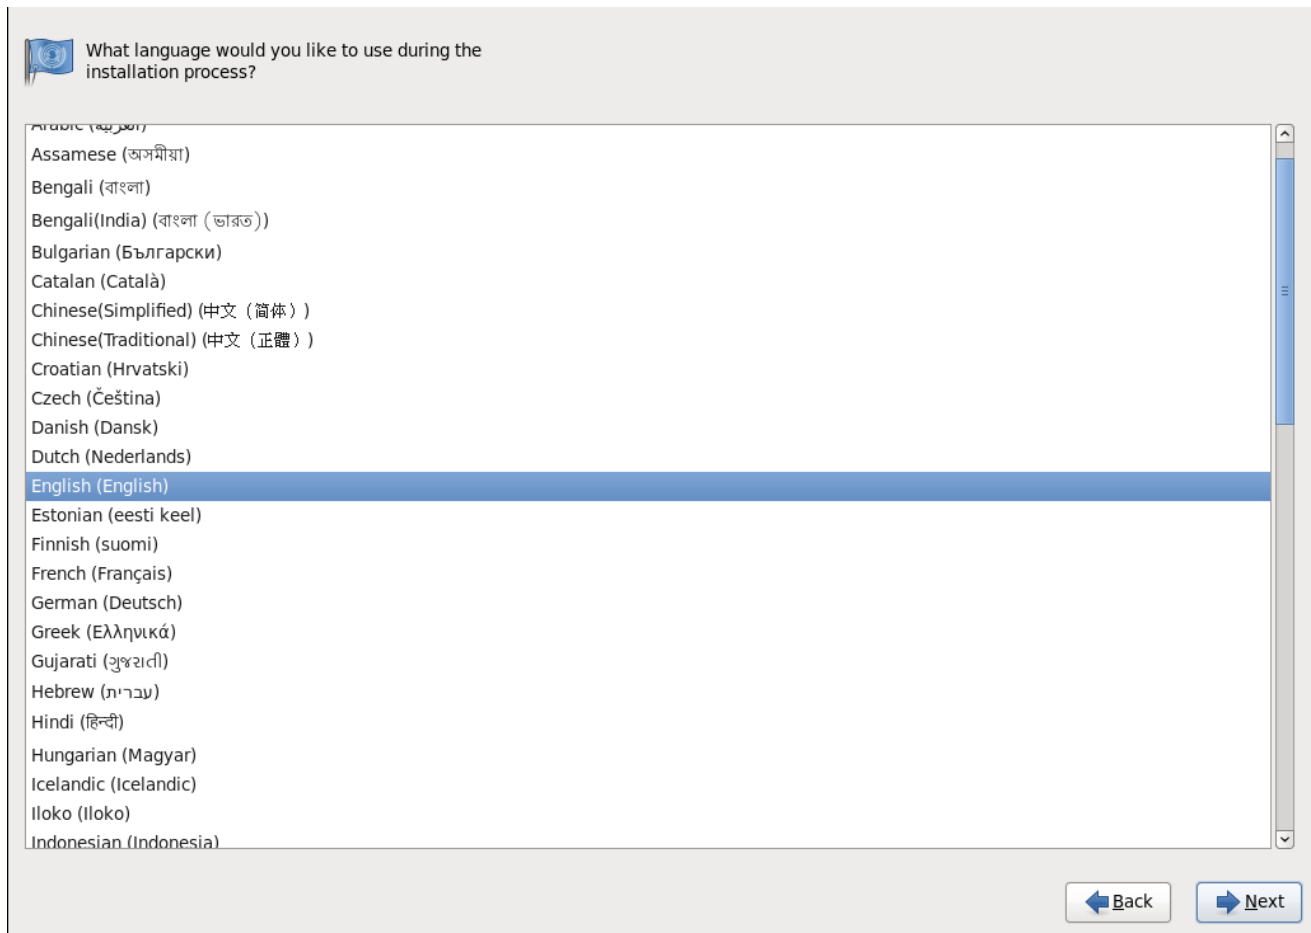 What language would you like to use during the
installation process?
Arabic (العربية)
Assamese (অসমীয়া)
Bengali (বাংলা)
Bengali(India) (বাংলা (ভারত))
Bulgarian (Български)
Catalan (Català)
Chinese(Simplified) (中文（简体）)
Chinese(Traditional) (中文（正體）)
Croatian (Hrvatski)
Czech (Čeština)
Danish (Dansk)
Dutch (Nederlands)
English (English)
Estonian (eesti keel)
Finnish (suomi)
French (Français)
German (Deutsch)
Greek (Ελληνικά)
Gujarati (ગુજરાતી)
Hebrew (עברית)
Hindi (हिन्दी)
Hungarian (Magyar)
Icelandic (Icelandic)
Iloko (Iloko)
Indonesian (Indonesia)
Back
Next